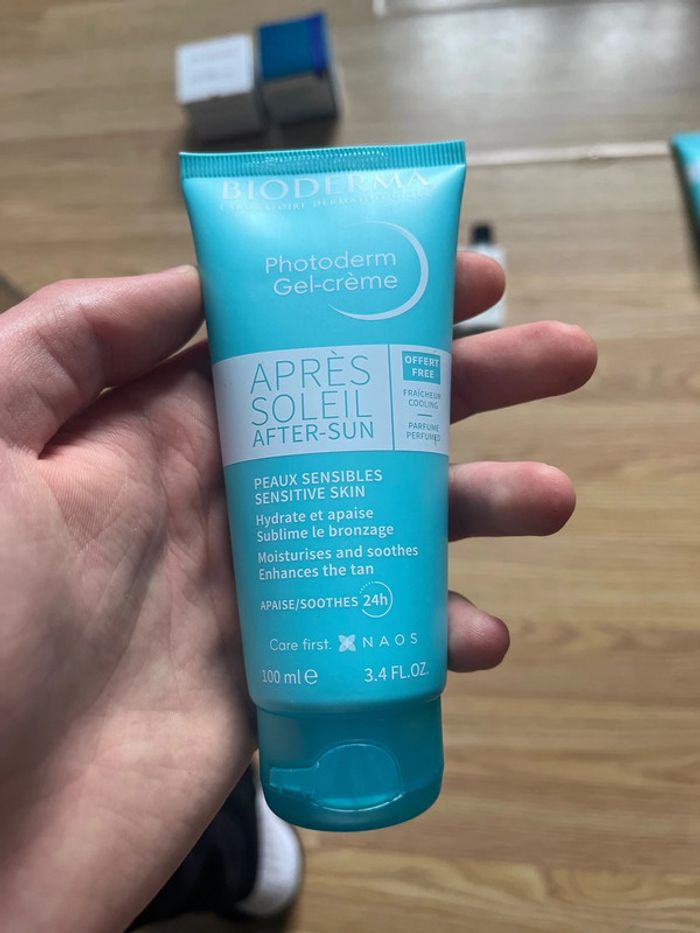 BIODERMA
LABORATOIRE DERMATOLOGIQUE
Photoderm
Gel-crème
APRÈS
SOLEIL
AFTER-SUN
OFFERT
FREE
FRAÎCHEUR
COOLING
PARFUMÉ
PERFUMED
PEAUX SENSIBLES
SENSITIVE SKIN
Hydrate et apaise
Sublime le bronzage
Moisturises and soothes
Enhances the tan
APAISE/SOOTHES 24h
Care first. NAOS
100 ml e 3.4 FL.OZ.